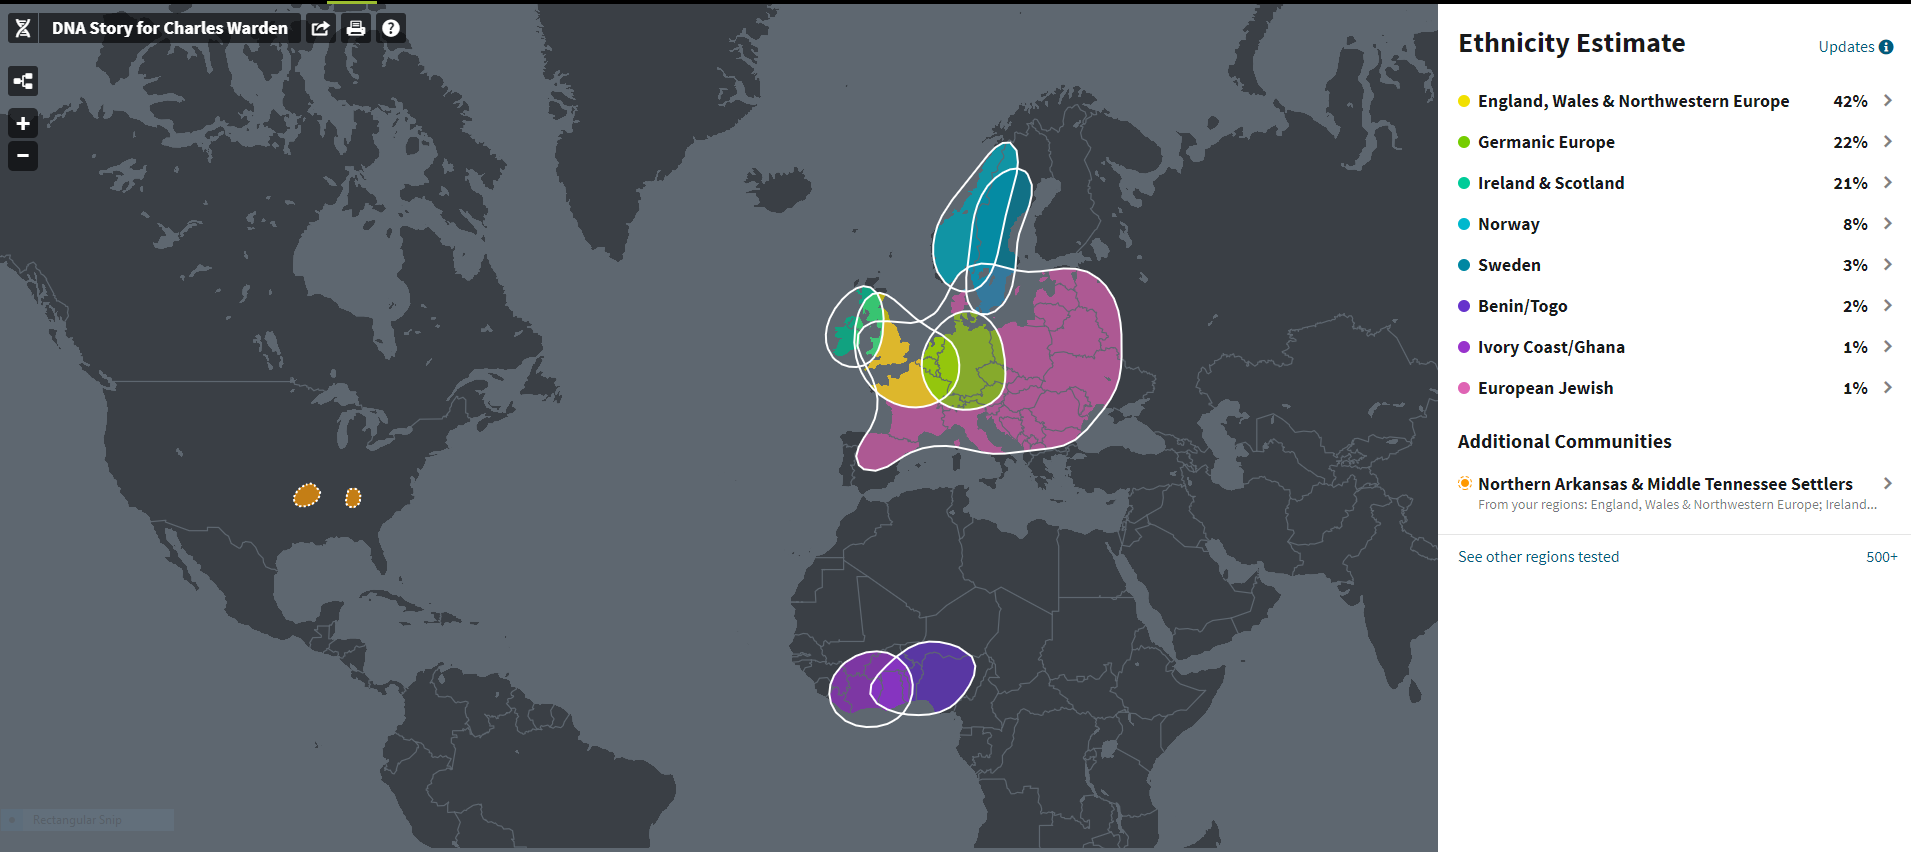 DNA Story for Charles Warden
Ethnicity Estimate
Updates
England, Wales & Northwestern Europe 42%
Germanic Europe 22%
Ireland & Scotland 21%
Norway 8%
Sweden 3%
Benin/Togo 2%
Ivory Coast/Ghana 1%
European Jewish 1%
Additional Communities
Northern Arkansas & Middle Tennessee Settlers
From your regions: England, Wales & Northwestern Europe; Ireland...
See other regions tested 500+
Rectangular Snip